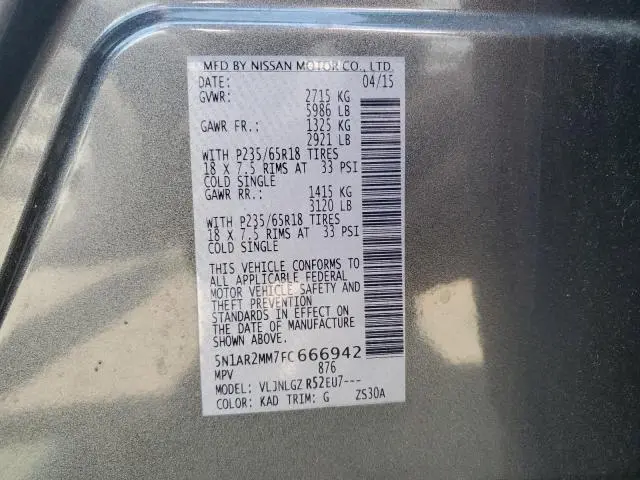 MFD BY NISSAN MOTOR CO., LTD.
DATE: 04/15
GVWR: 2715 KG
5986 LB
GAWR FR.: 1325 KG
2921 LB
WITH P235/65R18 TIRES
18 X 7.5 RIMS AT 33 PSI
COLD SINGLE
GAWR RR.: 1415 KG
3120 LB
WITH P235/65R18 TIRES
18 X 7.5 RIMS AT 33 PSI
COLD SINGLE
THIS VEHICLE CONFORMS TO
ALL APPLICABLE FEDERAL
MOTOR VEHICLE SAFETY AND
THEFT PREVENTION
STANDARDS IN EFFECT ON
THE DATE OF MANUFACTURE
SHOWN ABOVE.
5N1AR2MM7FC666942
MPV 876
MODEL: VLJNLGZ R52EU7---
COLOR: KAD TRIM: G ZS30A